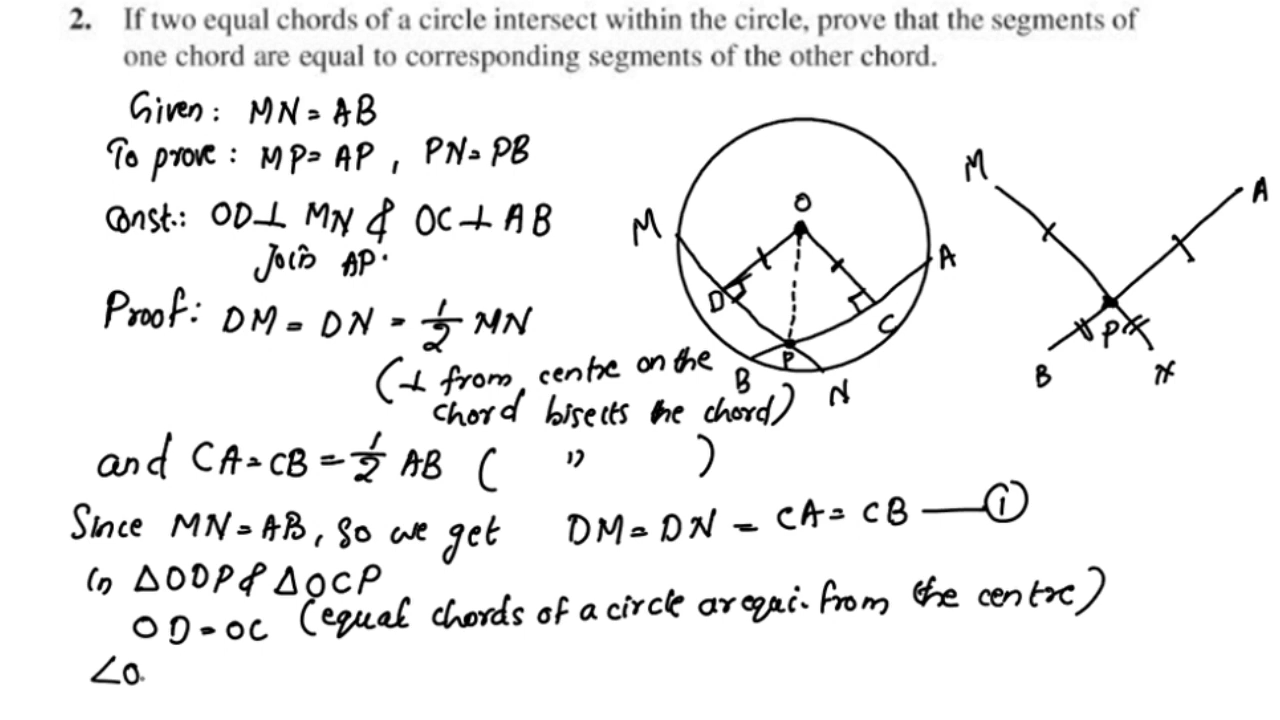 2. If two equal chords of a circle intersect within the circle, prove that the segments of
one chord are equal to corresponding segments of the other chord.
Given: MN = AB
To prove: MP = AP, PN = PB
Const.: OD⊥ MN & OC ⊥ AB
Join AP.
Proof: DM = DN = 1/2 MN
(⊥ from centre on the
chord bisects the chord)
and CA = CB = 1/2 AB ( " )
Since MN = AB, so we get DM = DN = CA = CB — ①
In ΔODP & ΔOCP
OD = OC (equal chords of a circle ar equi. from the centre)
∠O
O
M
D
A
C
P
B
N
M
A
P
B
N